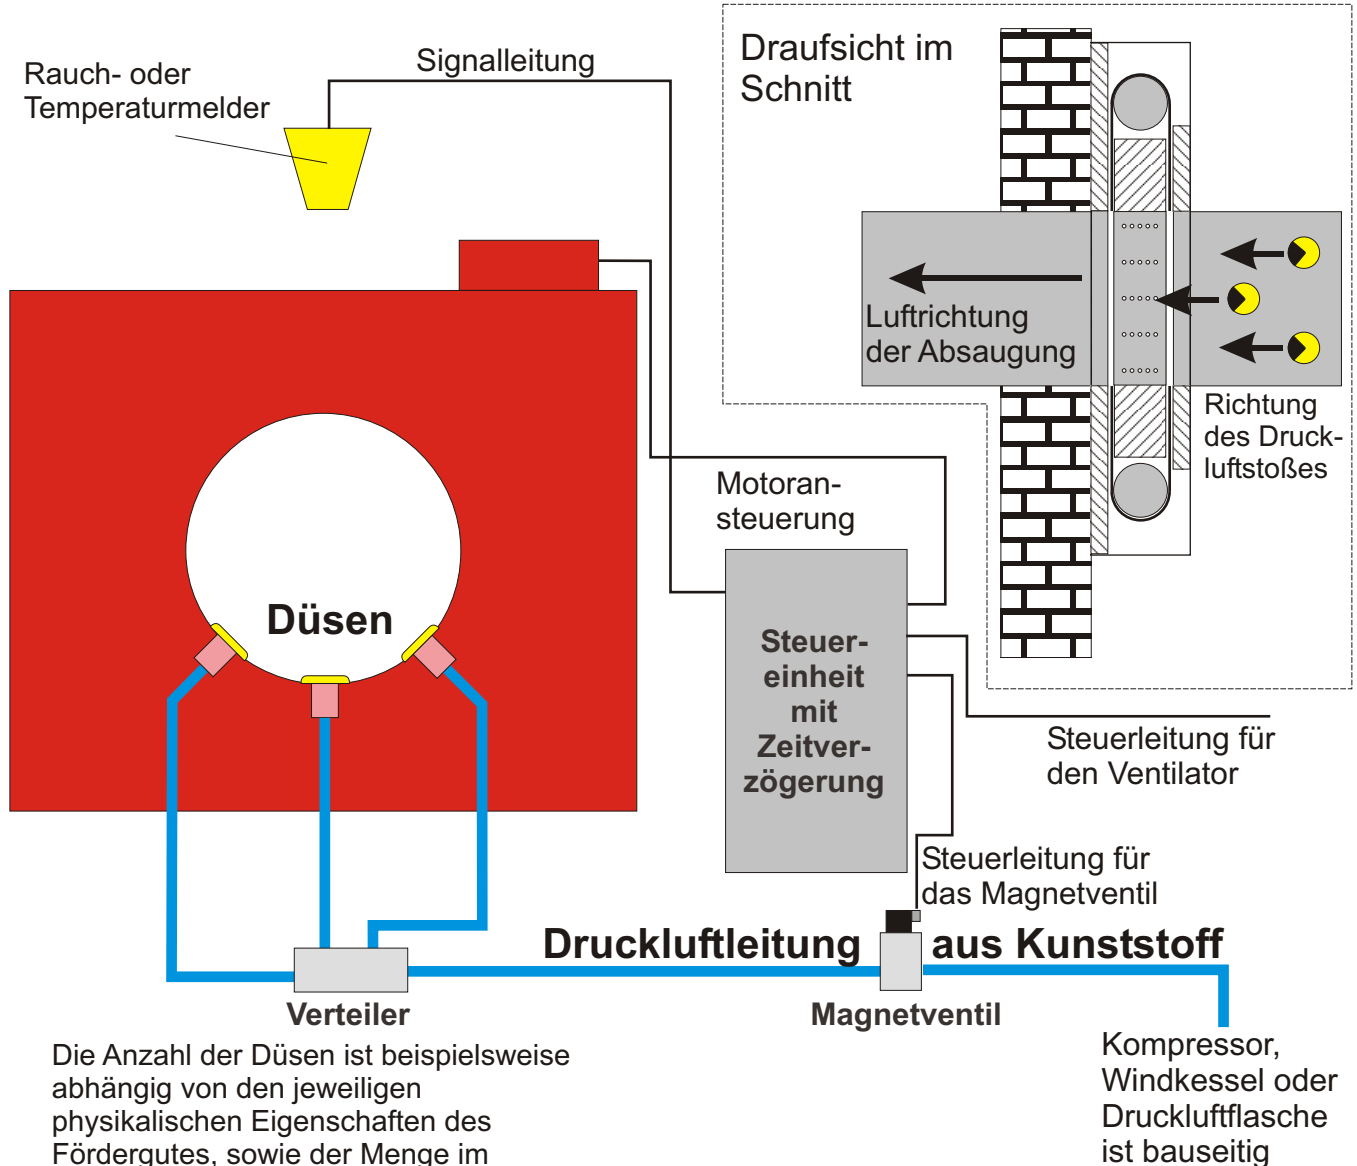 Rauch- oder
Temperaturmelder
Signalleitung
Draufsicht im
Schnitt
Luftrichtung
der Absaugung
Richtung
des Druck-
luftstoßes
Motoran-
steuerung
Düsen
Steuer-
einheit
mit
Zeitver-
zögerung
Steuerleitung für
den Ventilator
Steuerleitung für
das Magnetventil
Druckluftleitung aus Kunststoff
Verteiler
Magnetventil
Die Anzahl der Düsen ist beispielsweise
abhängig von den jeweiligen
physikalischen Eigenschaften des
Fördergutes, sowie der Menge im
Kompressor,
Windkessel oder
Druckluftflasche
ist bauseitig